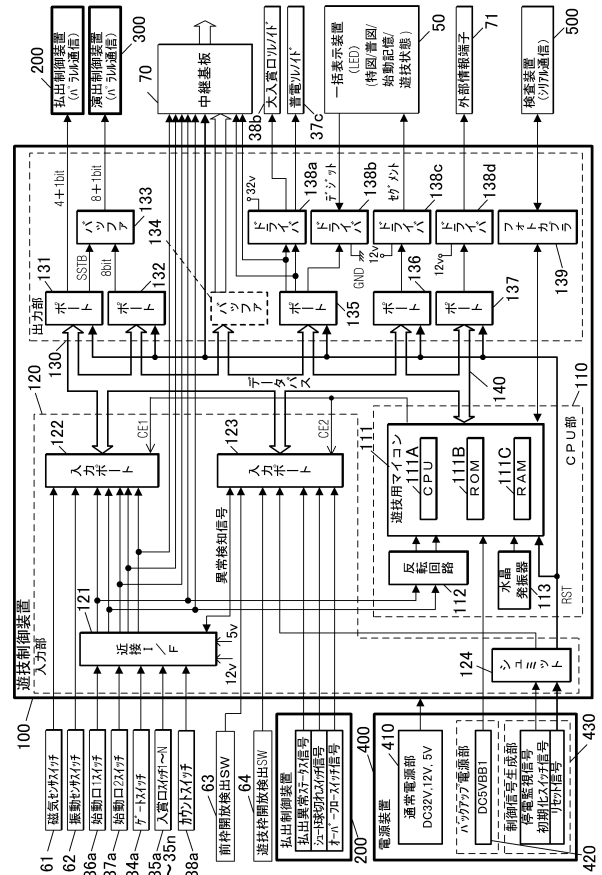 100
遊技制御装置
120
入力部
61
磁気センサスイッチ
62
振動センサスイッチ
36a
始動口1スイッチ
37a
始動口2スイッチ
34a
ゲートスイッチ
35a
～35n
入賞口スイッチ1～N
38a
カウントスイッチ
63
前枠開放検出SW
64
遊技枠開放検出SW
払出制御装置
払出異常ステータス信号
シュート球切れスイッチ信号
オーバーフロースイッチ信号
200
400
電源装置
410
通常電源部
DC32V,12V, 5V
バックアップ電源部
DC5VBB1
420
制御信号生成部
停電監視信号
初期化スイッチ信号
リセット信号
430
121
近接
I/F
12v
5v
異常検知信号
122
入力ポート
CE1
123
入力ポート
CE2
124
シュミット
RST
110
CPU部
111
遊技用マイコン
111A
CPU
111B
ROM
111C
RAM
反転
回路
112
水晶
発振器
113
データバス
140
130
出力部
131
ポート
132
ポート
SSTB
8bit
133
バッファ
4+1bit
8+1bit
134
バッファ
135
ポート
136
ポート
137
ポート
32v
138a
ドライバ
デジット
138b
ドライバ
GND
セグメント
138c
ドライバ
12v
138d
ドライバ
12v
139
フォトカプラ
200
払出制御装置
(パラレル通信)
300
演出制御装置
(パラレル通信)
70
中継基板
38b
大入賞口ソレノイド
37c
普電ソレノイド
50
一括表示装置
(LED)
(特図/普図/
始動記憶/
遊技状態)
71
外部情報端子
500
検査装置
(シリアル通信)